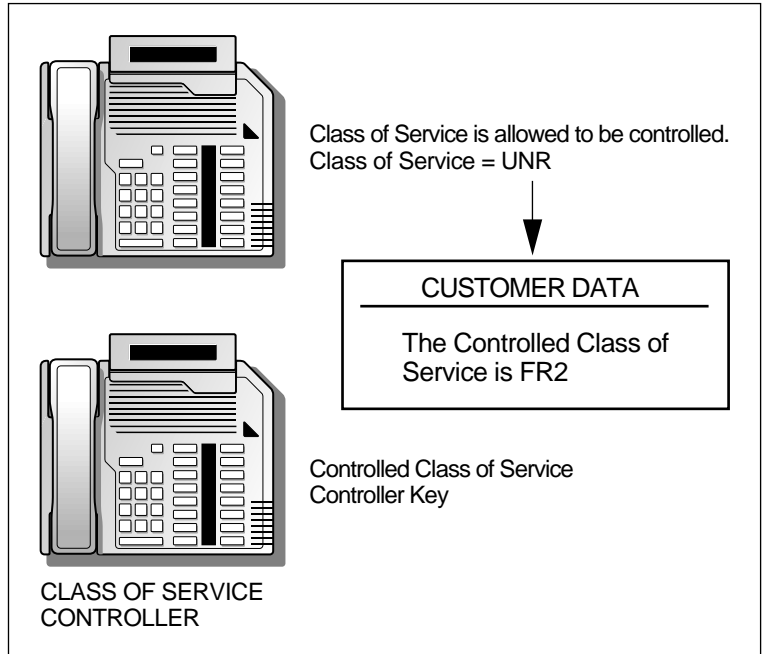 Class of Service is allowed to be controlled.
Class of Service = UNR
CUSTOMER DATA
The Controlled Class of
Service is FR2
Controlled Class of Service
Controller Key
CLASS OF SERVICE
CONTROLLER